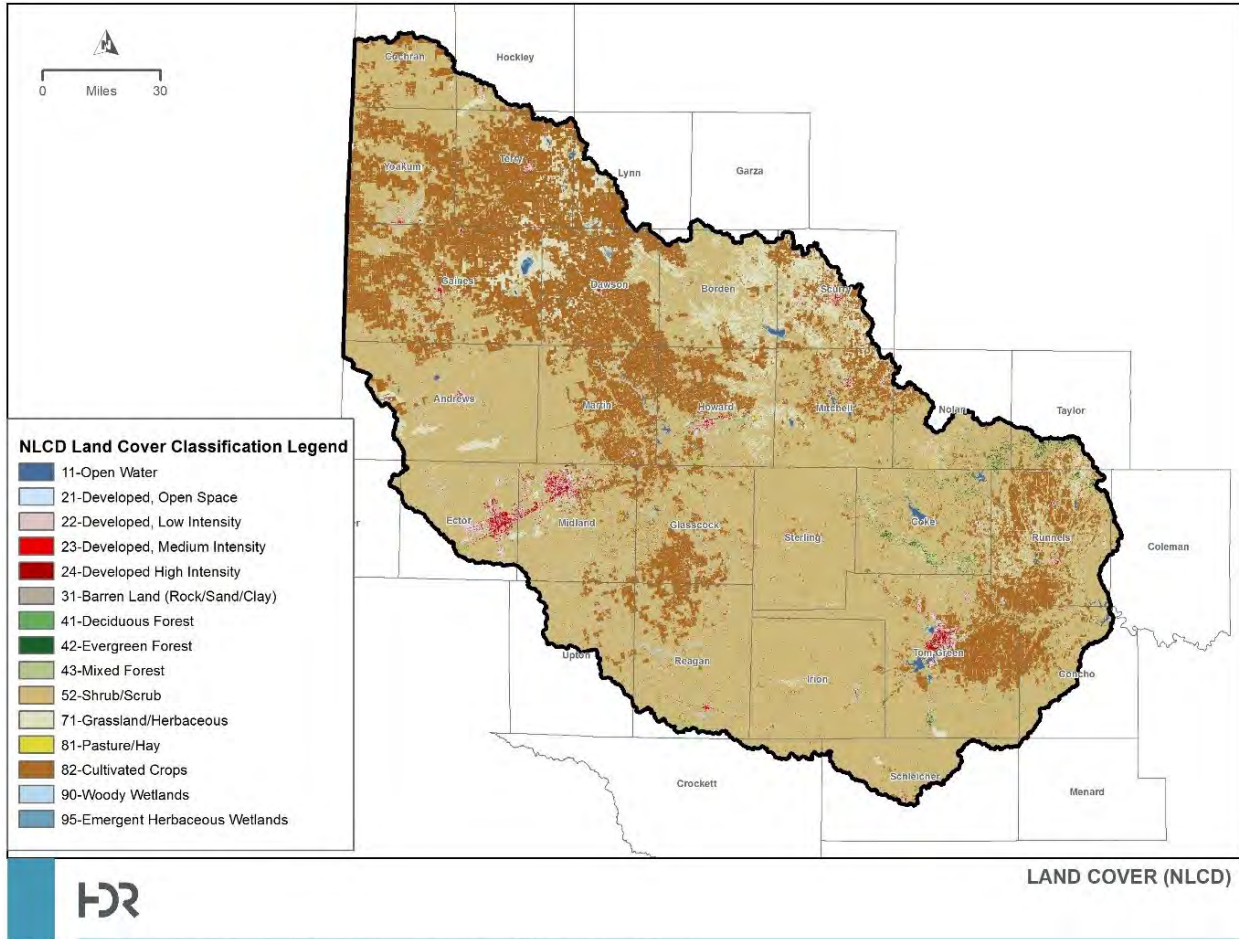 N
0 Miles 30
Cochran
Hockley
Yoakum
Terry
Lynn
Garza
Gaines
Dawson
Borden
Scurry
Andrews
Martin
Howard
Mitchell
Nolan
Taylor
Ector
Midland
Glasscock
Sterling
Coke
Runnels
Coleman
Upton
Reagan
Irion
Tom Green
Concho
Crockett
Schleicher
Menard
NLCD Land Cover Classification Legend
11-Open Water
21-Developed, Open Space
22-Developed, Low Intensity
23-Developed, Medium Intensity
24-Developed High Intensity
31-Barren Land (Rock/Sand/Clay)
41-Deciduous Forest
42-Evergreen Forest
43-Mixed Forest
52-Shrub/Scrub
71-Grassland/Herbaceous
81-Pasture/Hay
82-Cultivated Crops
90-Woody Wetlands
95-Emergent Herbaceous Wetlands
LAND COVER (NLCD)
HDR